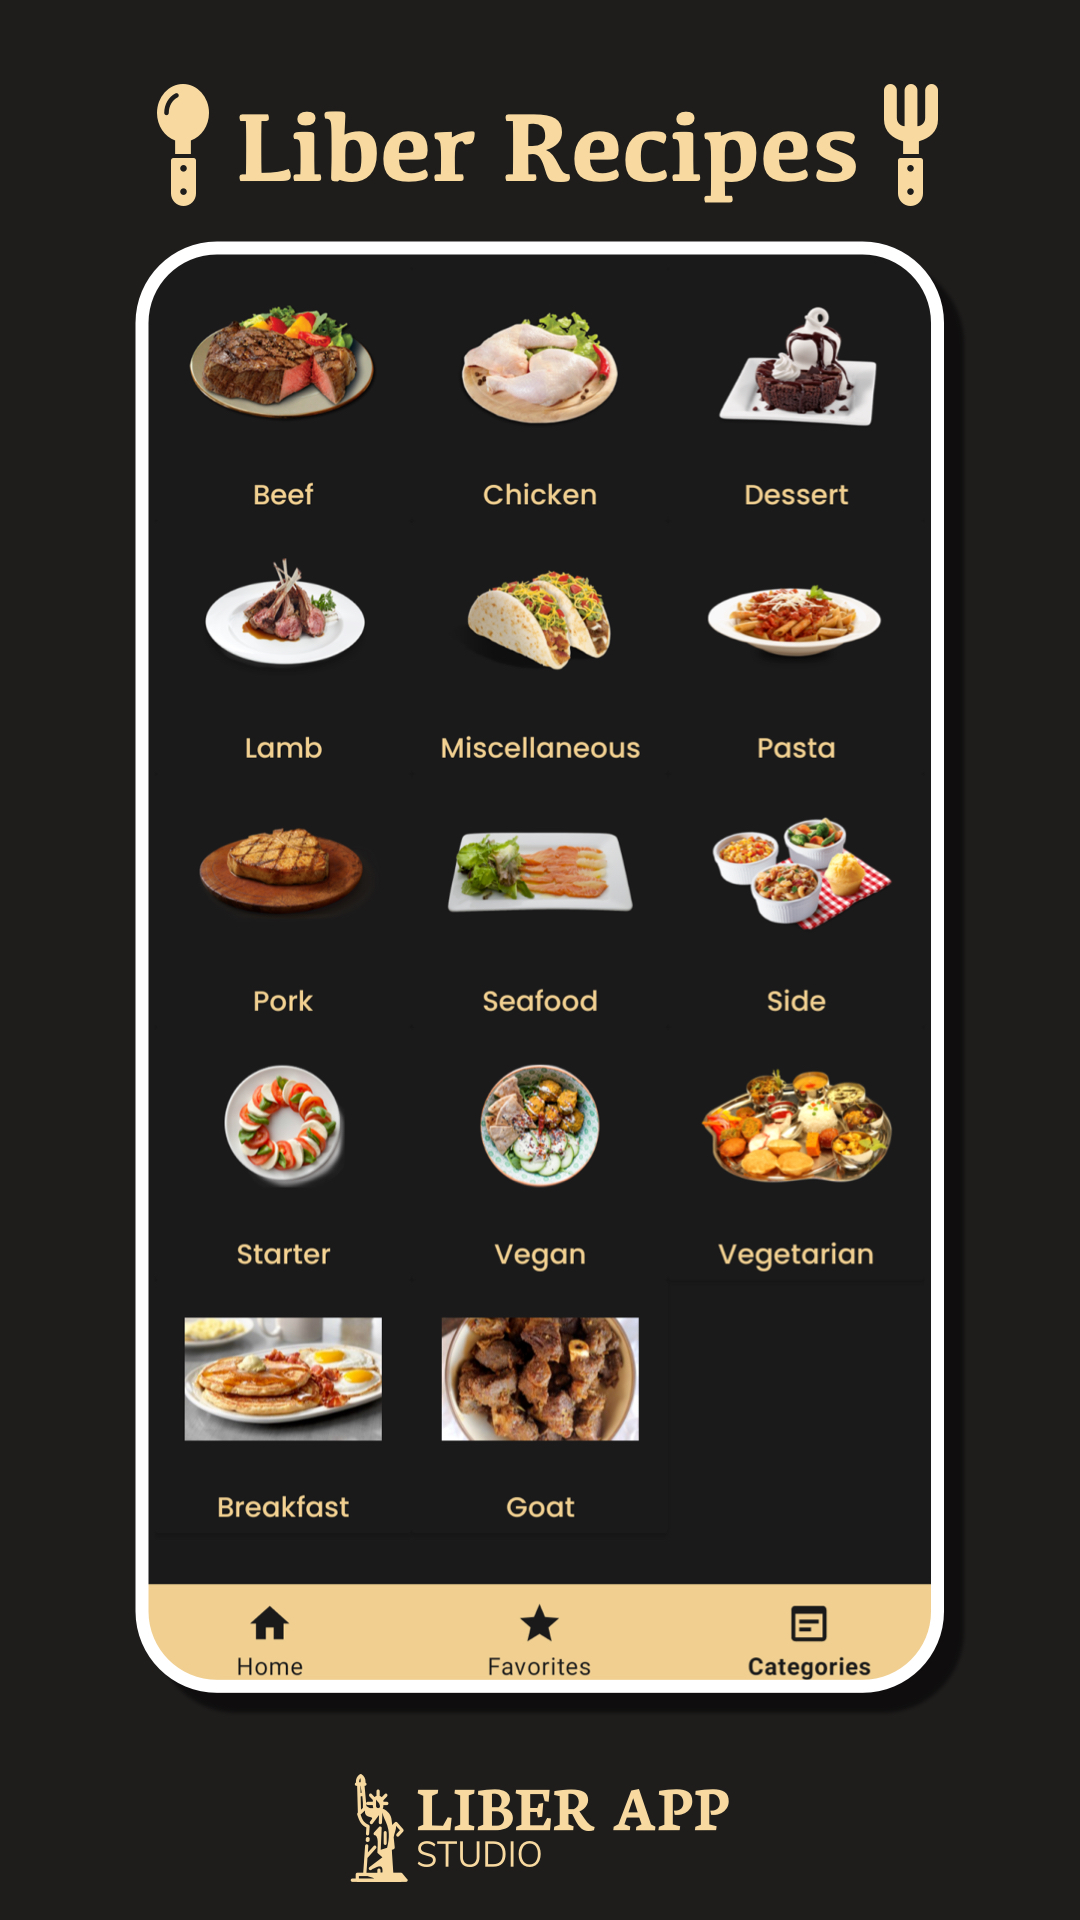 Liber Recipes
Beef Chicken Dessert
Lamb Miscellaneous Pasta
Pork Seafood Side
Starter Vegan Vegetarian
Breakfast Goat
Home Favorites Categories
LIBER APP
STUDIO